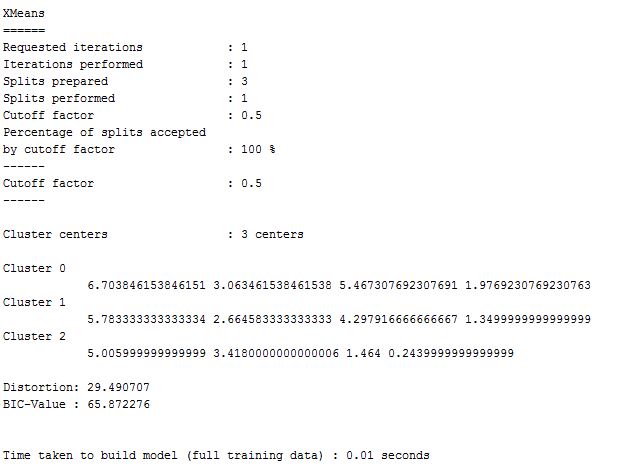 XMeans
======
Requested iterations : 1
Iterations performed : 1
Splits prepared : 3
Splits performed : 1
Cutoff factor : 0.5
Percentage of splits accepted
by cutoff factor : 100 %
------
Cutoff factor : 0.5
------
Cluster centers : 3 centers
Cluster 0
6.703846153846151 3.063461538461538 5.467307692307691 1.9769230769230763
Cluster 1
5.783333333333334 2.664583333333333 4.297916666666667 1.3499999999999999
Cluster 2
5.005999999999999 3.4180000000000006 1.464 0.2439999999999999
Distortion: 29.490707
BIC-Value : 65.872276
Time taken to build model (full training data) : 0.01 seconds